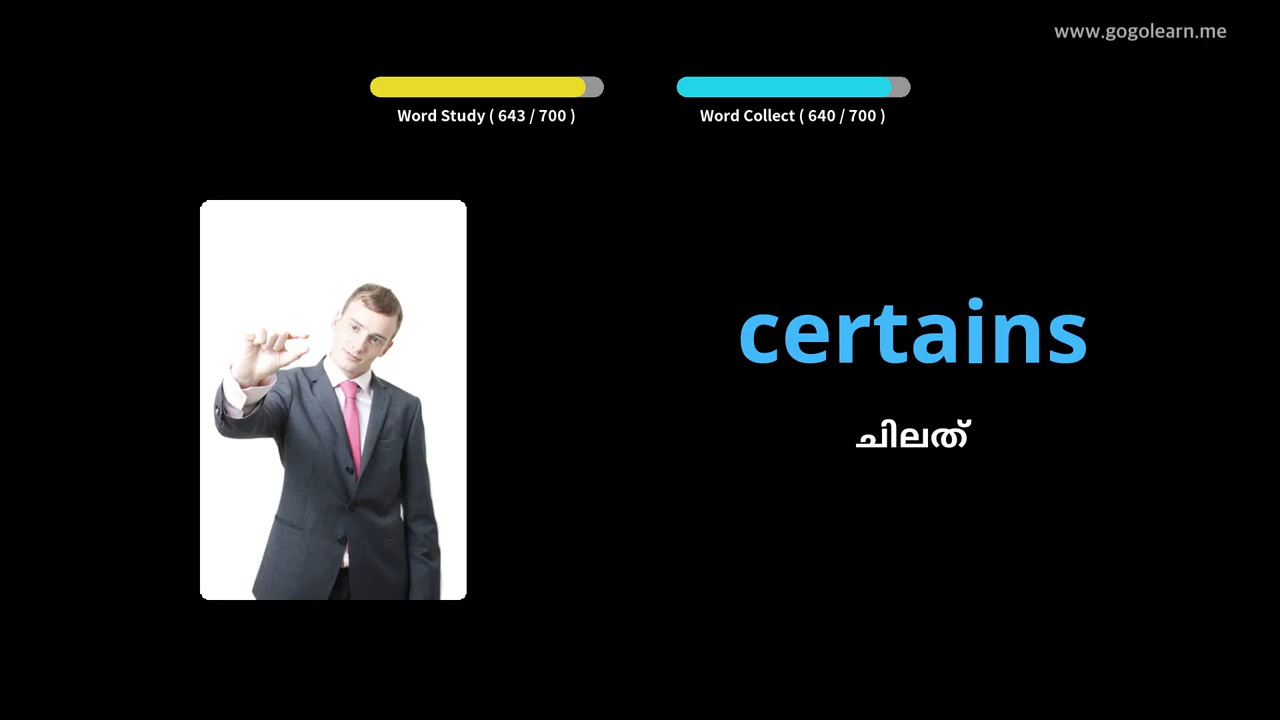 www.gogolearn.me
Word Study ( 643 / 700 )
Word Collect ( 640 / 700 )
certains
ചിലത്